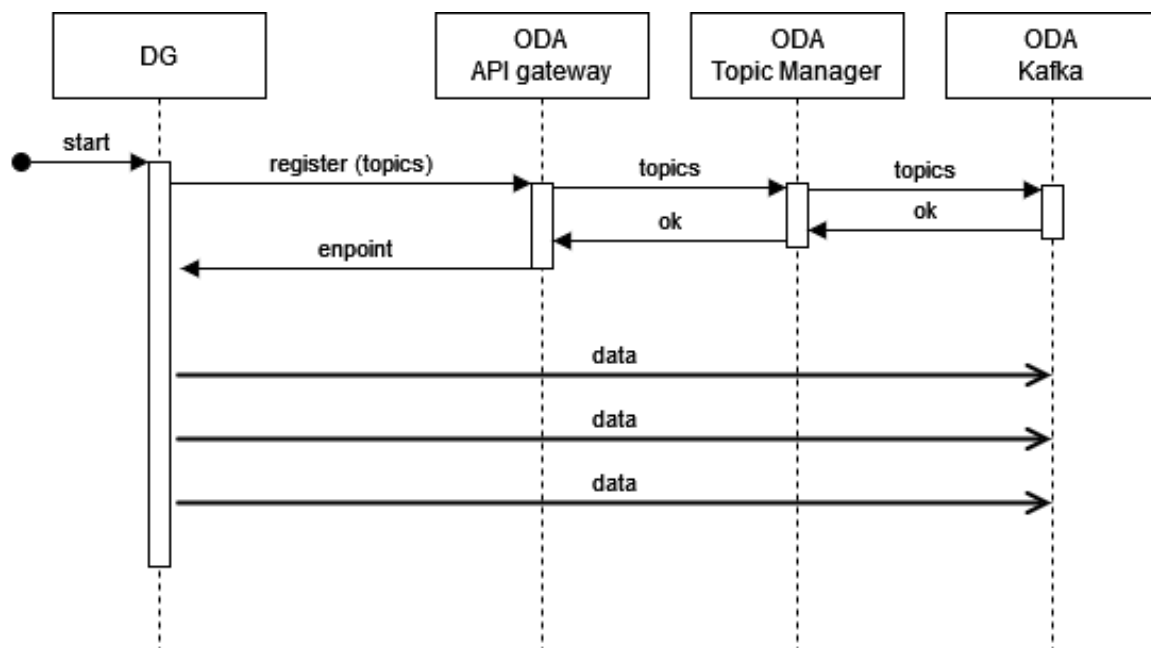 DG
ODA
API gateway
ODA
Topic Manager
ODA
Kafka
start
register (topics)
topics
topics
ok
ok
enpoint
data
data
data